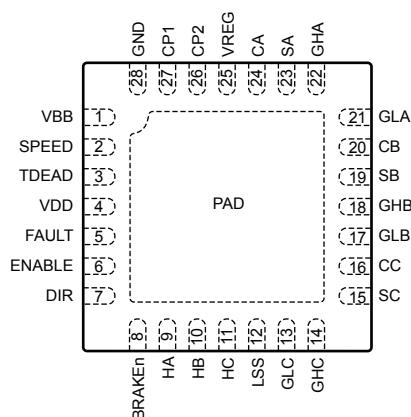 GND CP1 CP2 VREG CA SA GHA
28 27 26 25 24 23 22
VBB 1 21 GLA
SPEED 2 20 CB
TDEAD 3 19 SB
VDD 4 PAD 18 GHB
FAULT 5 17 GLB
ENABLE 6 16 CC
DIR 7 15 SC
8 9 10 11 12 13 14
BRAKEn HA HB HC LSS GLC GHC